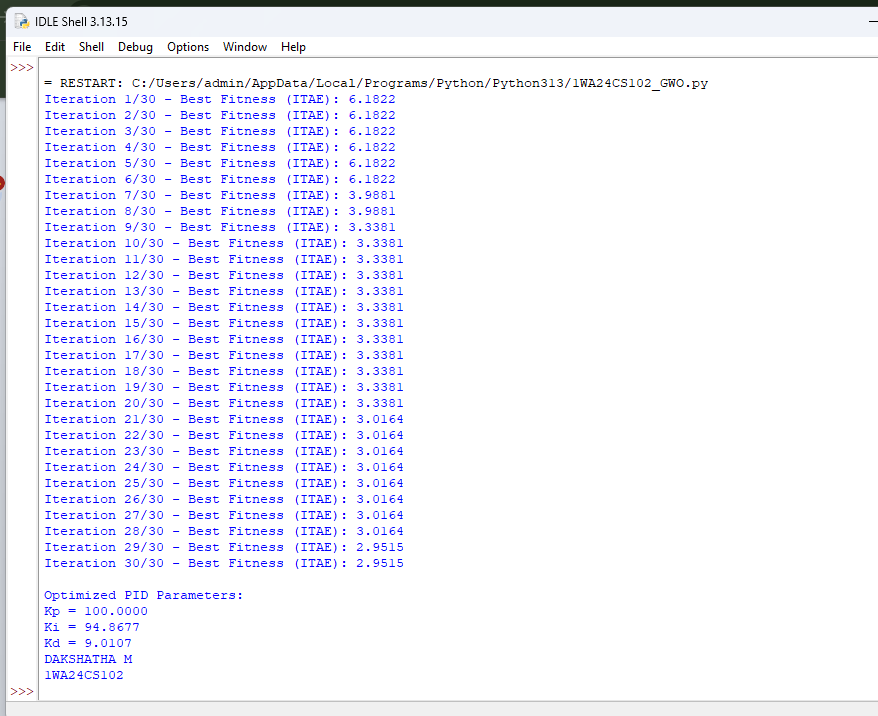 IDLE Shell 3.13.15
File Edit Shell Debug Options Window Help
>>>
= RESTART: C:/Users/admin/AppData/Local/Programs/Python/Python313/1WA24CS102_GWO.py
Iteration 1/30 - Best Fitness (ITAE): 6.1822
Iteration 2/30 - Best Fitness (ITAE): 6.1822
Iteration 3/30 - Best Fitness (ITAE): 6.1822
Iteration 4/30 - Best Fitness (ITAE): 6.1822
Iteration 5/30 - Best Fitness (ITAE): 6.1822
Iteration 6/30 - Best Fitness (ITAE): 6.1822
Iteration 7/30 - Best Fitness (ITAE): 3.9881
Iteration 8/30 - Best Fitness (ITAE): 3.9881
Iteration 9/30 - Best Fitness (ITAE): 3.3381
Iteration 10/30 - Best Fitness (ITAE): 3.3381
Iteration 11/30 - Best Fitness (ITAE): 3.3381
Iteration 12/30 - Best Fitness (ITAE): 3.3381
Iteration 13/30 - Best Fitness (ITAE): 3.3381
Iteration 14/30 - Best Fitness (ITAE): 3.3381
Iteration 15/30 - Best Fitness (ITAE): 3.3381
Iteration 16/30 - Best Fitness (ITAE): 3.3381
Iteration 17/30 - Best Fitness (ITAE): 3.3381
Iteration 18/30 - Best Fitness (ITAE): 3.3381
Iteration 19/30 - Best Fitness (ITAE): 3.3381
Iteration 20/30 - Best Fitness (ITAE): 3.3381
Iteration 21/30 - Best Fitness (ITAE): 3.0164
Iteration 22/30 - Best Fitness (ITAE): 3.0164
Iteration 23/30 - Best Fitness (ITAE): 3.0164
Iteration 24/30 - Best Fitness (ITAE): 3.0164
Iteration 25/30 - Best Fitness (ITAE): 3.0164
Iteration 26/30 - Best Fitness (ITAE): 3.0164
Iteration 27/30 - Best Fitness (ITAE): 3.0164
Iteration 28/30 - Best Fitness (ITAE): 3.0164
Iteration 29/30 - Best Fitness (ITAE): 2.9515
Iteration 30/30 - Best Fitness (ITAE): 2.9515
Optimized PID Parameters:
Kp = 100.0000
Ki = 94.8677
Kd = 9.0107
DAKSHATHA M
1WA24CS102
>>>